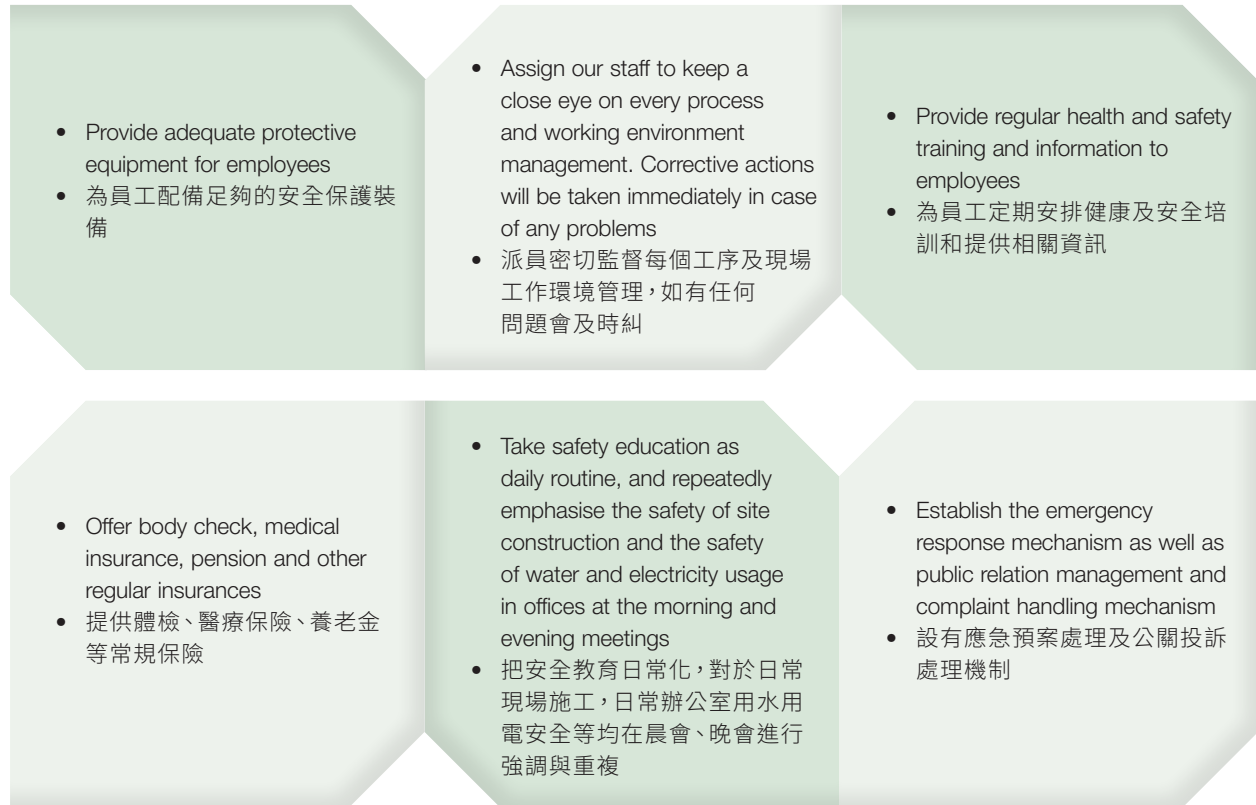 • Provide adequate protective
equipment for employees
• 為員工配備足夠的安全保護裝
備
• Assign our staff to keep a
close eye on every process
and working environment
management. Corrective actions
will be taken immediately in case
of any problems
• 派員密切監督每個工序及現場
工作環境管理，如有任何
問題會及時糾
• Provide regular health and safety
training and information to
employees
• 為員工定期安排健康及安全培
訓和提供相關資訊
• Offer body check, medical
insurance, pension and other
regular insurances
• 提供體檢、醫療保險、養老金
等常規保險
• Take safety education as
daily routine, and repeatedly
emphasise the safety of site
construction and the safety
of water and electricity usage
in offices at the morning and
evening meetings
• 把安全教育日常化，對於日常
現場施工，日常辦公室用水用
電安全等均在晨會、晚會進行
強調與重複
• Establish the emergency
response mechanism as well as
public relation management and
complaint handling mechanism
• 設有應急預案處理及公關投訴
處理機制